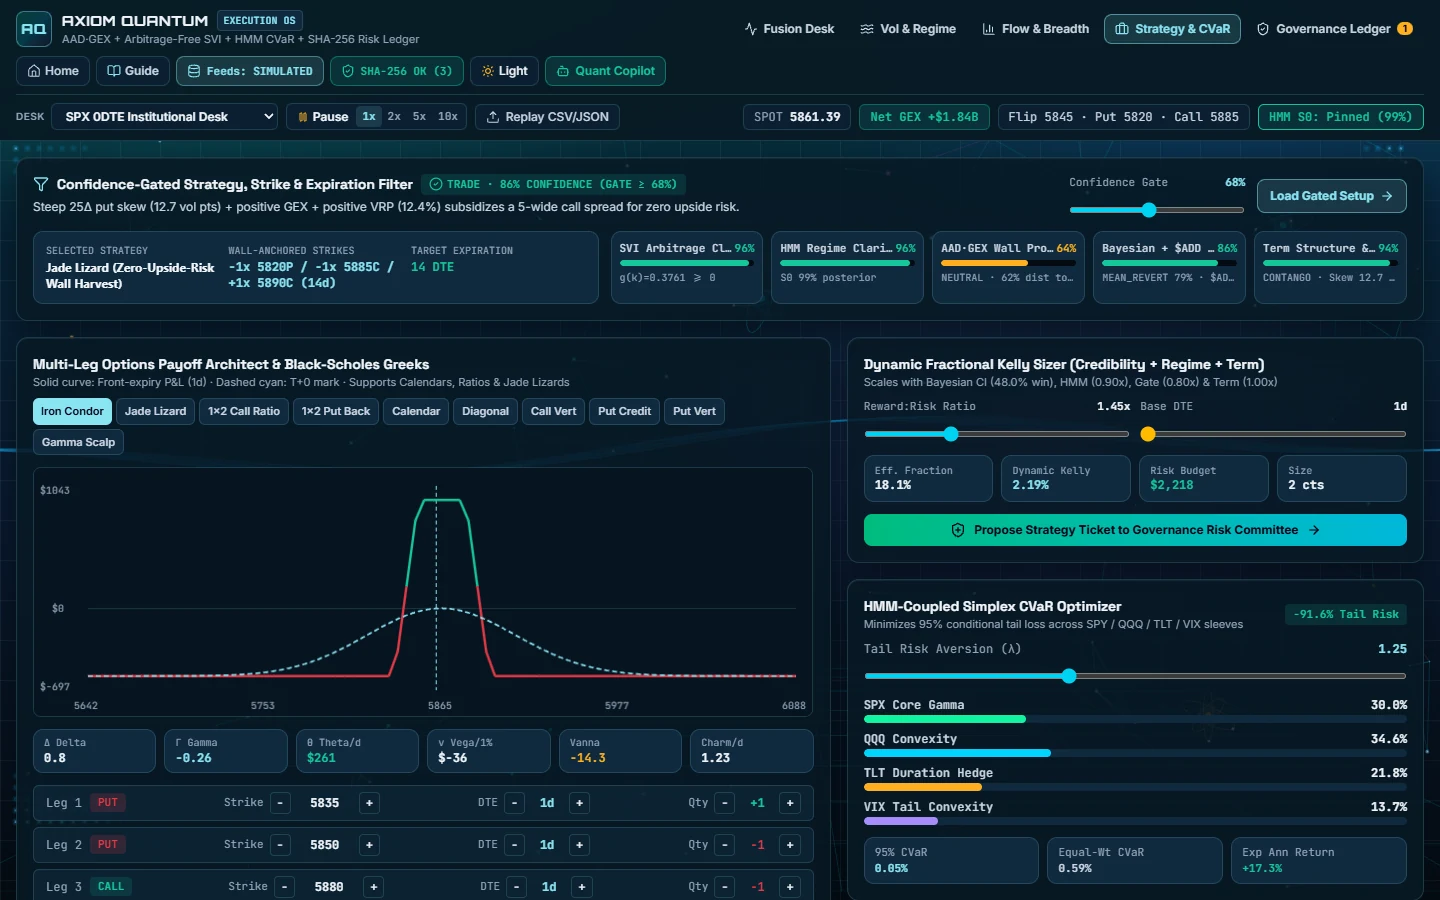 AQ
AXIOM QUANTUM EXECUTION OS
AAD-GEX + Arbitrage-Free SVI + HMM CVaR + SHA-256 Risk Ledger
Fusion Desk Vol & Regime Flow & Breadth Strategy & CVaR Governance Ledger 1
Home Guide Feeds: SIMULATED SHA-256 OK (3) Light Quant Copilot
DESK SPX 0DTE Institutional Desk Pause 1x 2x 5x 10x Replay CSV/JSON
SPOT 5861.39 Net GEX +$1.84B Flip 5845 · Put 5820 · Call 5885 HMM S0: Pinned (99%)
Confidence-Gated Strategy, Strike & Expiration Filter TRADE · 86% CONFIDENCE (GATE ≥ 68%)
Steep 25Δ put skew (12.7 vol pts) + positive GEX + positive VRP (12.4%) subsidizes a 5-wide call spread for zero upside risk.
Confidence Gate 68%
Load Gated Setup →
SELECTED STRATEGY
Jade Lizard (Zero-Upside-Risk
Wall Harvest)
WALL-ANCHORED STRIKES
-1x 5820P / -1x 5885C /
+1x 5890C (14d)
TARGET EXPIRATION
14 DTE
SVI Arbitrage Cl… 96%
g(k)=0.3761 ≥ 0
HMM Regime Clari… 96%
S0 99% posterior
AAD-GEX Wall Pro… 64%
NEUTRAL · 62% dist to…
Bayesian + $ADD … 86%
MEAN_REVERT 79% · $AD…
Term Structure &… 94%
CONTANGO · Skew 12.7 …
Multi-Leg Options Payoff Architect & Black-Scholes Greeks
Solid curve: Front-expiry P&L (1d) · Dashed cyan: T+0 mark · Supports Calendars, Ratios & Jade Lizards
Iron Condor Jade Lizard 1×2 Call Ratio 1×2 Put Back Calendar Diagonal Call Vert Put Credit Put Vert
Gamma Scalp
$1043
$0
$-697
5642 5753 5865 5977 6088
Δ Delta
0.8
Γ Gamma
-0.26
θ Theta/d
$261
ν Vega/1%
$-36
Vanna
-14.3
Charm/d
1.23
Leg 1 PUT Strike - 5835 + DTE - 1d + Qty - +1 +
Leg 2 PUT Strike - 5850 + DTE - 1d + Qty - -1 +
Leg 3 CALL Strike - 5880 + DTE - 1d + Qty - -1 +
Dynamic Fractional Kelly Sizer (Credibility + Regime + Term)
Scales with Bayesian CI (48.0% win), HMM (0.90x), Gate (0.80x) & Term (1.00x)
Reward:Risk Ratio 1.45x Base DTE 1d
Eff. Fraction
18.1%
Dynamic Kelly
2.19%
Risk Budget
$2,218
Size
2 cts
Propose Strategy Ticket to Governance Risk Committee →
HMM-Coupled Simplex CVaR Optimizer
Minimizes 95% conditional tail loss across SPY / QQQ / TLT / VIX sleeves
-91.6% Tail Risk
Tail Risk Aversion (λ) 1.25
SPX Core Gamma 30.0%
QQQ Convexity 34.6%
TLT Duration Hedge 21.8%
VIX Tail Convexity 13.7%
95% CVaR
0.05%
Equal-Wt CVaR
0.59%
Exp Ann Return
+17.3%